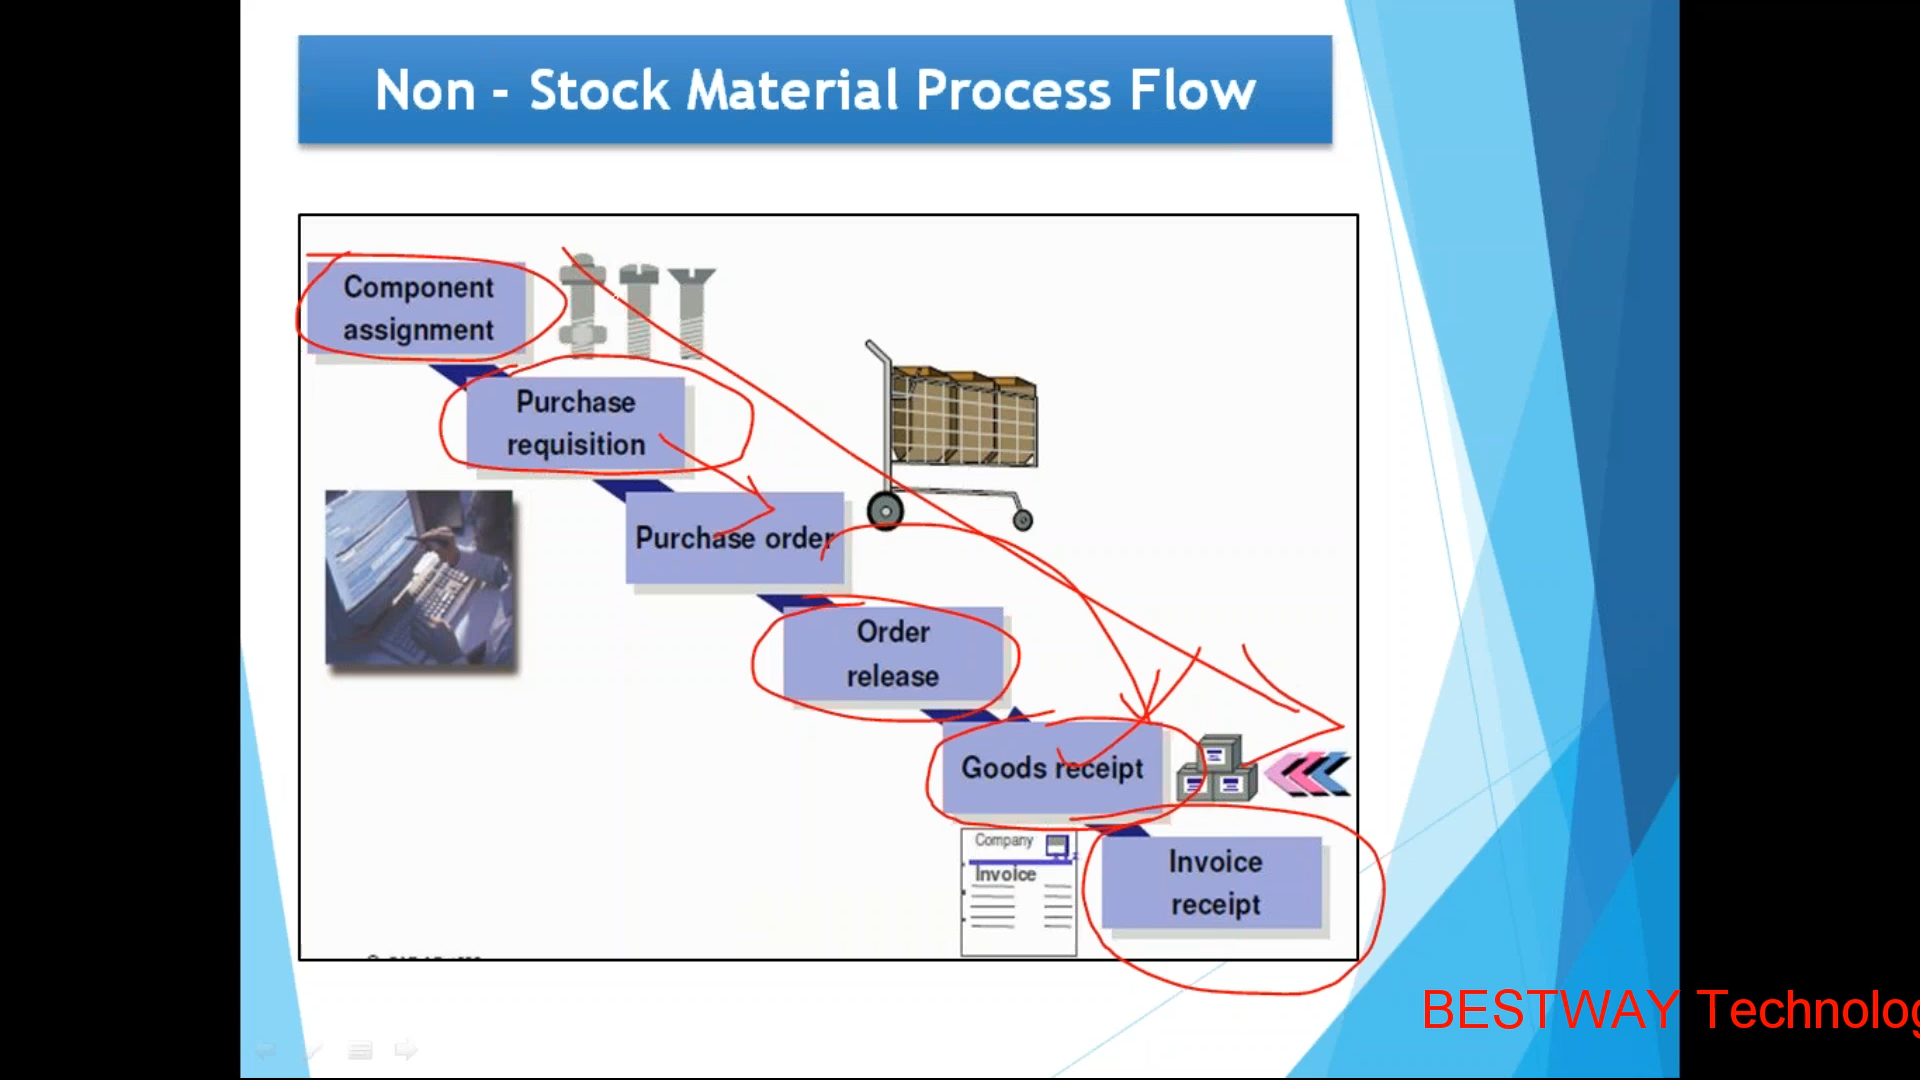 Non - Stock Material Process Flow
Component
assignment
Purchase
requisition
Purchase order
Order
release
Goods receipt
Company
Invoice
Invoice
receipt
BESTWAY Technolog